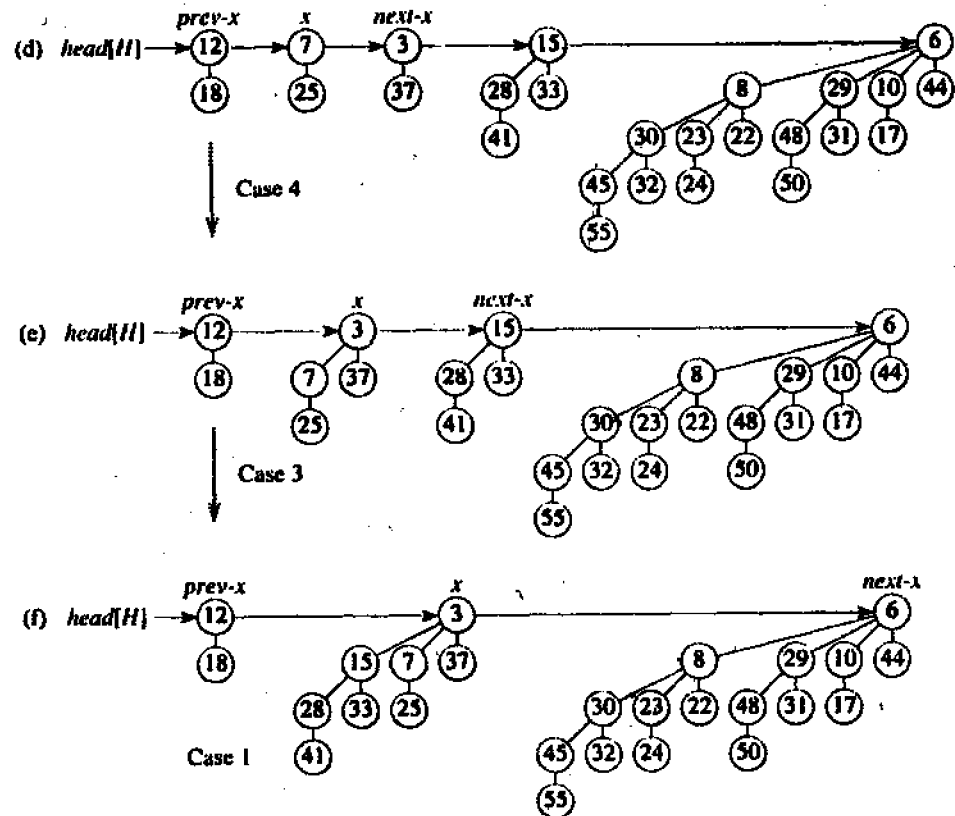 prev-x x next-x
(d) head[H] 12 7 3 15 6
18 25 37 28 33 8 29 10 44
41 30 23 22 48 31 17
45 32 24 50
55
Case 4
prev-x x next-x
(e) head[H] 12 3 15 6
18 7 37 28 33 8 29 10 44
25 41 30 23 22 48 31 17
45 32 24 50
55
Case 3
prev-x x next-x
(f) head[H] 12 3 6
18 15 7 37 8 29 10 44
28 33 25 30 23 22 48 31 17
41 45 32 24 50
55
Case 1